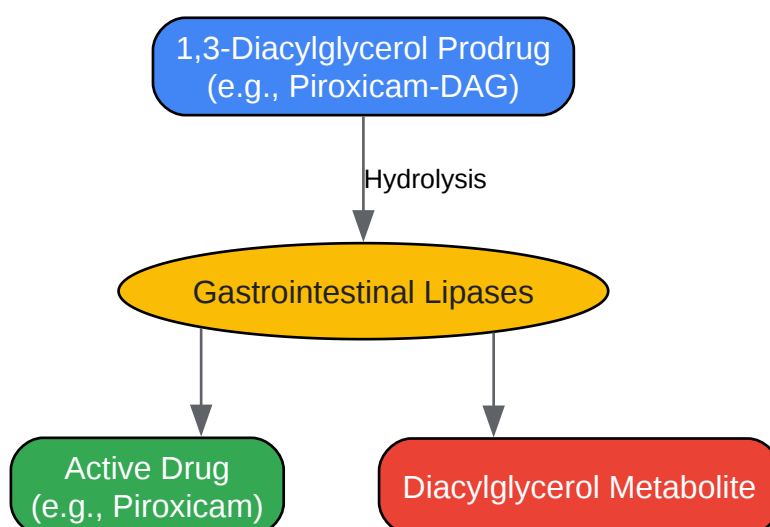 1,3-Diacylglycerol Prodrug
(e.g., Piroxicam-DAG)
Hydrolysis
Gastrointestinal Lipases
Active Drug
(e.g., Piroxicam)
Diacylglycerol Metabolite